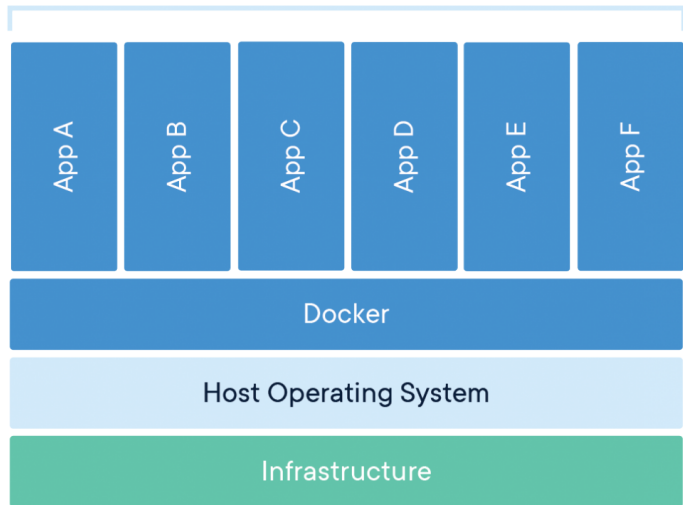 App A
App B
App C
App D
App E
App F
Docker
Host Operating System
Infrastructure